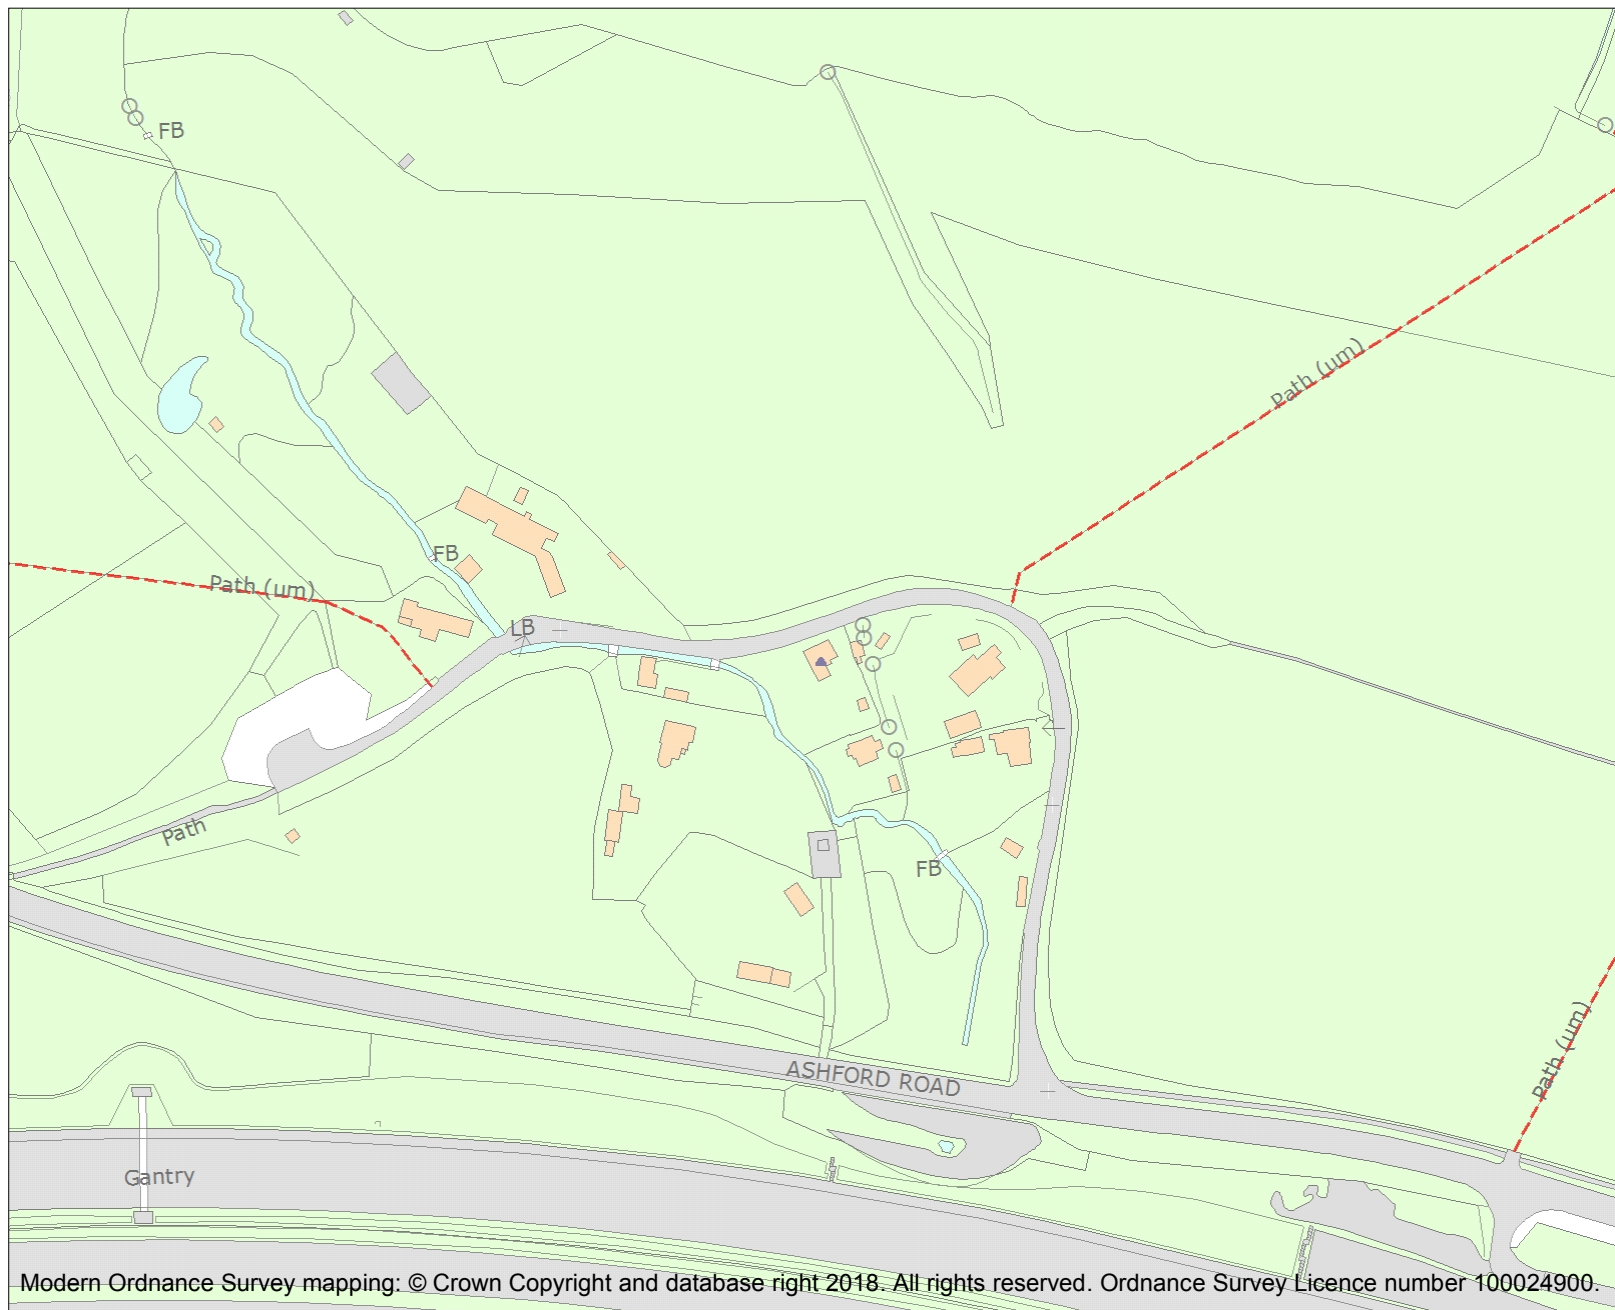 FB
Path (um)
FB
Path (um)
LB
Path
FB
Path (um)
ASHFORD ROAD
Gantry
Modern Ordnance Survey mapping: © Crown Copyright and database right 2018. All rights reserved. Ordnance Survey Licence number 100024900.